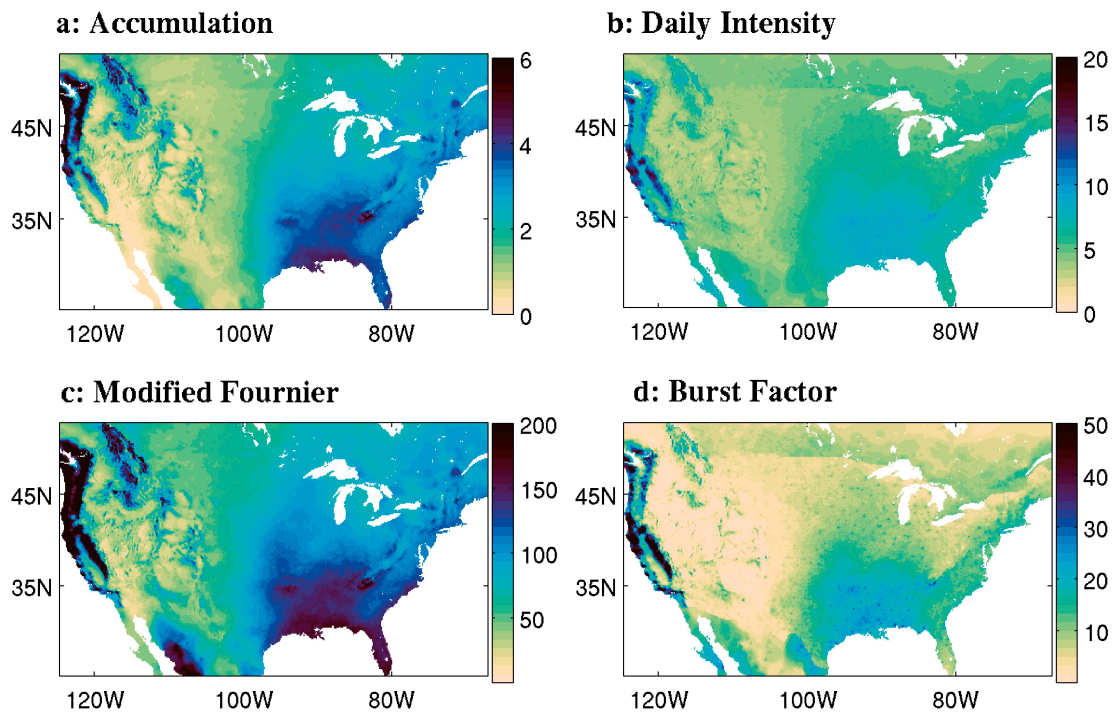 a: Accumulation
b: Daily Intensity
6
4
2
0
45N
35N
120W
100W
80W
20
15
10
5
0
45N
35N
120W
100W
80W
c: Modified Fournier
d: Burst Factor
200
150
100
50
45N
35N
120W
100W
80W
50
40
30
20
10
45N
35N
120W
100W
80W